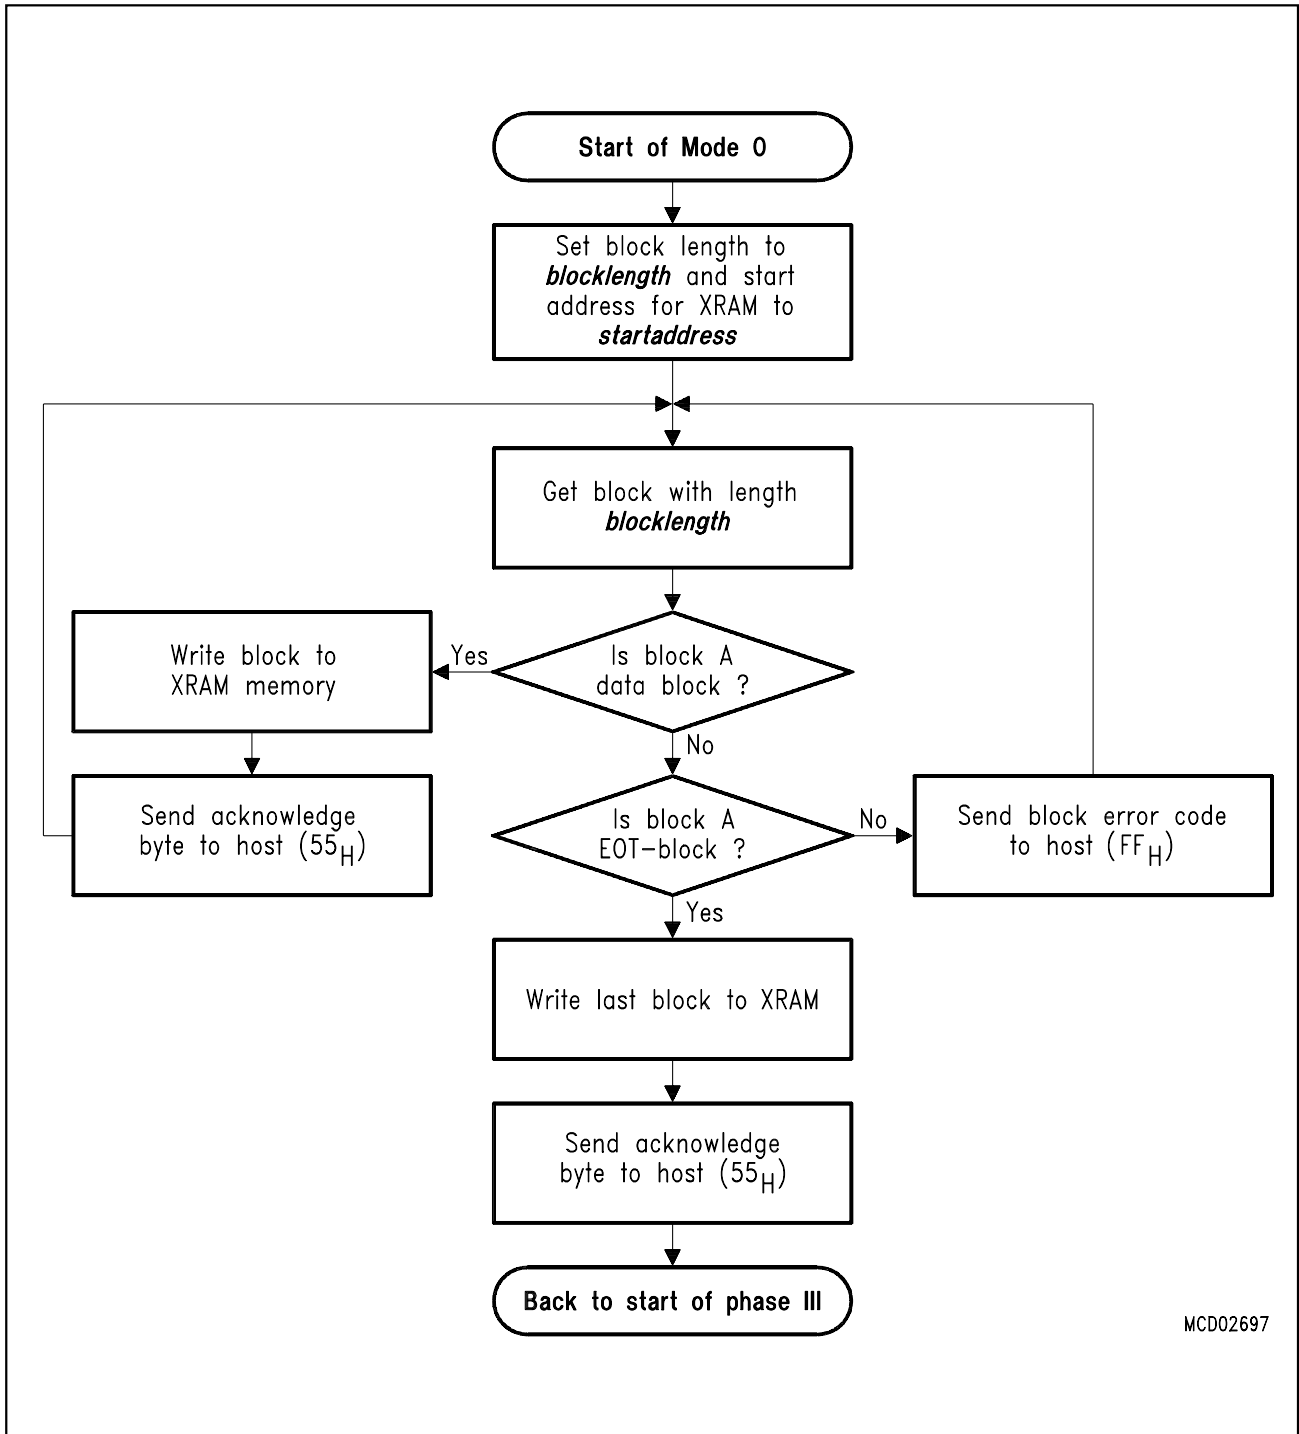 Start of Mode 0
Set block length to
blocklength and start
address for XRAM to
startaddress
Get block with length
blocklength
Write block to
XRAM memory
Yes
Is block A
data block ?
No
Send acknowledge
byte to host (55H)
Is block A
EOT-block ?
No
Send block error code
to host (FFH)
Yes
Write last block to XRAM
Send acknowledge
byte to host (55H)
Back to start of phase III
MCD02697